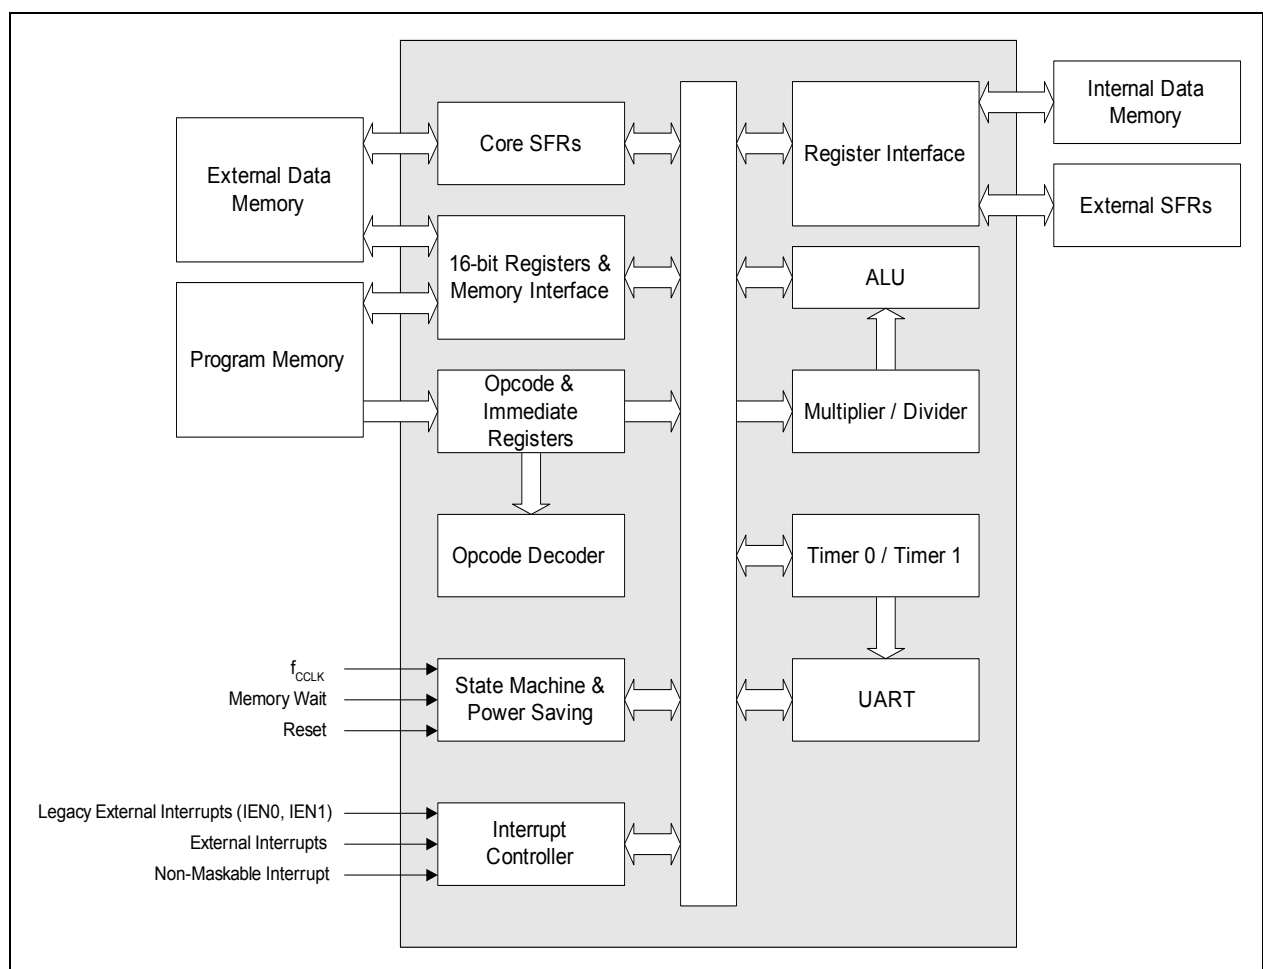 Internal Data
Memory
Core SFRs
Register Interface
External Data
Memory
External SFRs
16-bit Registers &
Memory Interface
ALU
Program Memory
Opcode &
Immediate
Registers
Multiplier / Divider
Opcode Decoder
Timer 0 / Timer 1
fCCLK
Memory Wait
Reset
State Machine &
Power Saving
UART
Legacy External Interrupts (IEN0, IEN1)
External Interrupts
Non-Maskable Interrupt
Interrupt
Controller